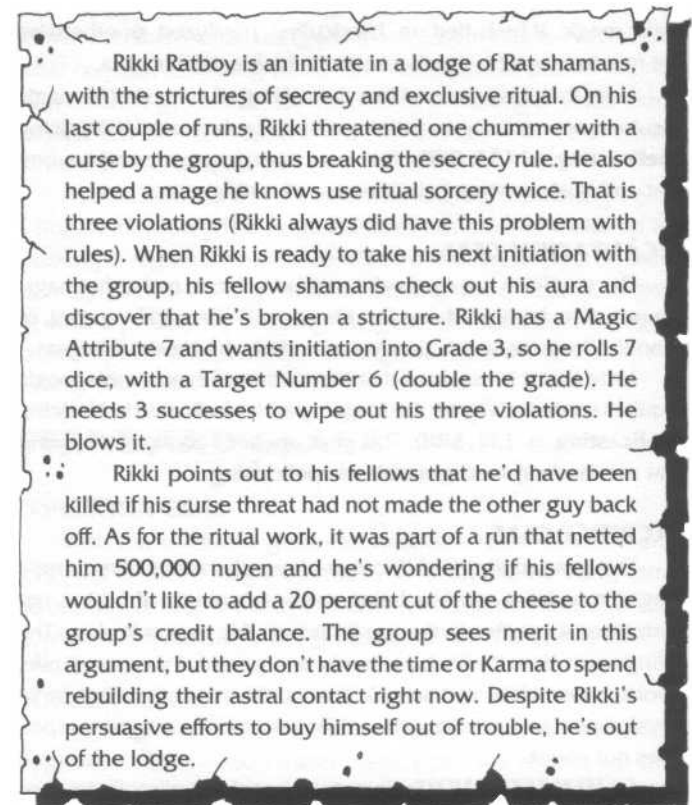 Rikki Ratboy is an initiate in a lodge of Rat shamans,
with the strictures of secrecy and exclusive ritual. On his
last couple of runs, Rikki threatened one chummer with a
curse by the group, thus breaking the secrecy rule. He also
helped a mage he knows use ritual sorcery twice. That is
three violations (Rikki always did have this problem with
rules). When Rikki is ready to take his next initiation with
the group, his fellow shamans check out his aura and
discover that he's broken a stricture. Rikki has a Magic
Attribute 7 and wants initiation into Grade 3, so he rolls 7
dice, with a Target Number 6 (double the grade). He
needs 3 successes to wipe out his three violations. He
blows it.
Rikki points out to his fellows that he'd have been
killed if his curse threat had not made the other guy back
off. As for the ritual work, it was part of a run that netted
him 500,000 nuyen and he's wondering if his fellows
wouldn't like to add a 20 percent cut of the cheese to the
group's credit balance. The group sees merit in this
argument, but they don't have the time or Karma to spend
rebuilding their astral contact right now. Despite Rikki's
persuasive efforts to buy himself out of trouble, he's out
of the lodge.